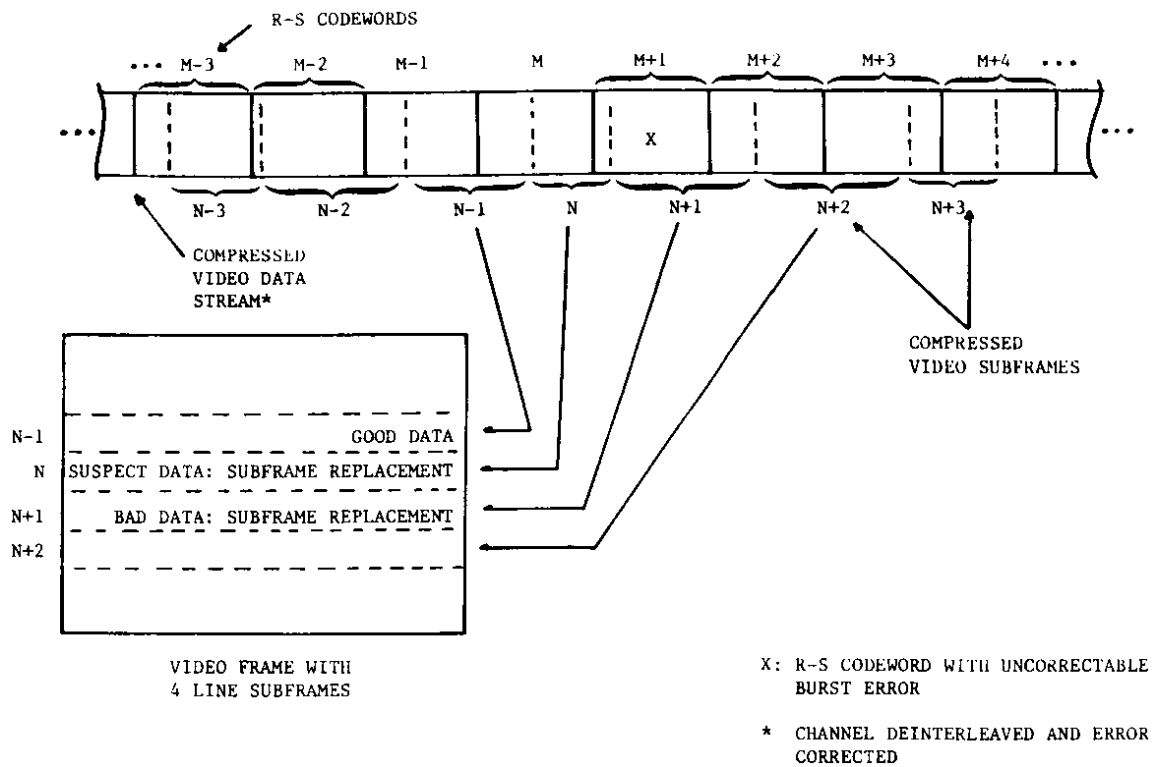 R-S CODEWORDS
... M-3 M-2 M-1 M M+1 M+2 M+3 M+4 ...
... X ...
N-3 N-2 N-1 N N+1 N+2 N+3
COMPRESSED
VIDEO DATA
STREAM*
COMPRESSED
VIDEO SUBFRAMES
N-1 GOOD DATA
N SUSPECT DATA: SUBFRAME REPLACEMENT
N+1 BAD DATA: SUBFRAME REPLACEMENT
N+2
VIDEO FRAME WITH
4 LINE SUBFRAMES
X: R-S CODEWORD WITH UNCORRECTABLE
BURST ERROR
* CHANNEL DEINTERLEAVED AND ERROR
CORRECTED